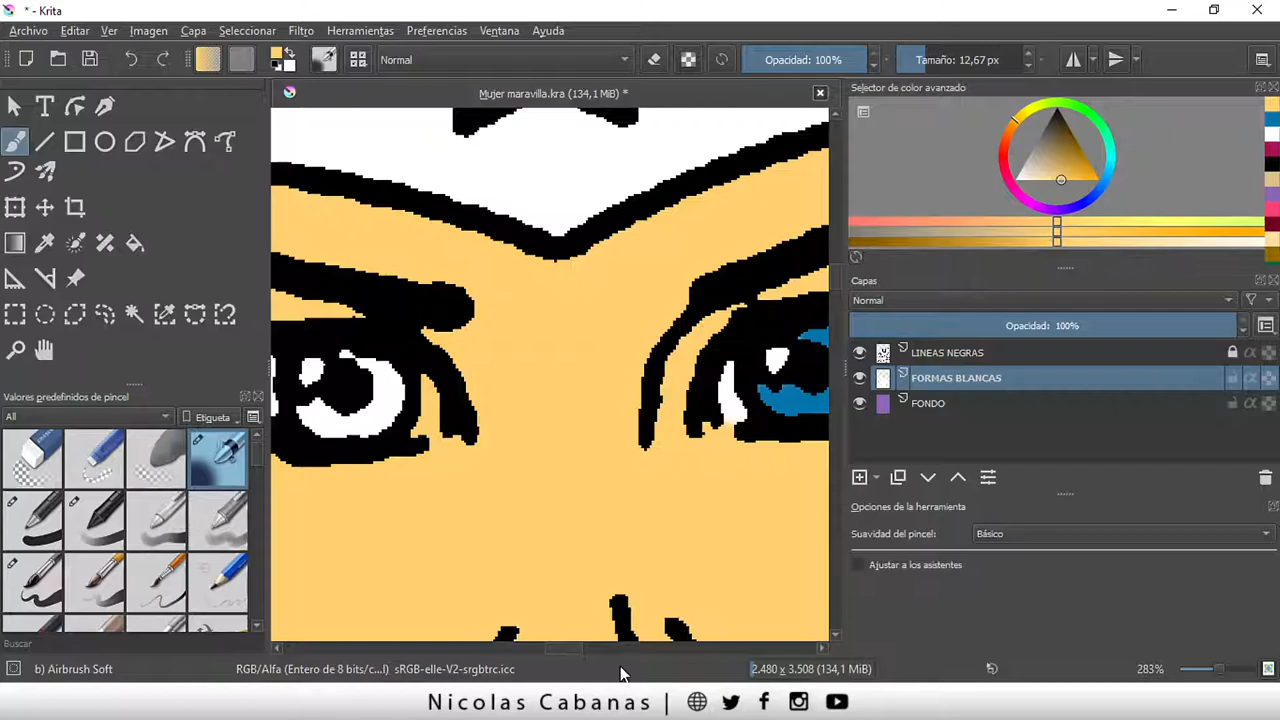 * - Krita
Archivo Editar Ver Imagen Capa Seleccionar Filtro Herramientas Preferencias Ventana Ayuda
Normal Opacidad: 100% Tamaño: 12,67 px
Mujer maravilla.kra (134,1 MiB) *
Selector de color avanzado
Capas
Normal
Opacidad: 100%
LINEAS NEGRAS
FORMAS BLANCAS
FONDO
Valores predefinidos de pincel
All Etiqueta
Opciones de la herramienta
Suavidad del pincel: Básico
Ajustar a los asistentes
Buscar
b) Airbrush Soft RGB/Alfa (Entero de 8 bits/c...l) sRGB-elle-V2-srgbtrc.icc 2.480 x 3.508 (134,1 MiB) 283%
Nicolas Cabanas |